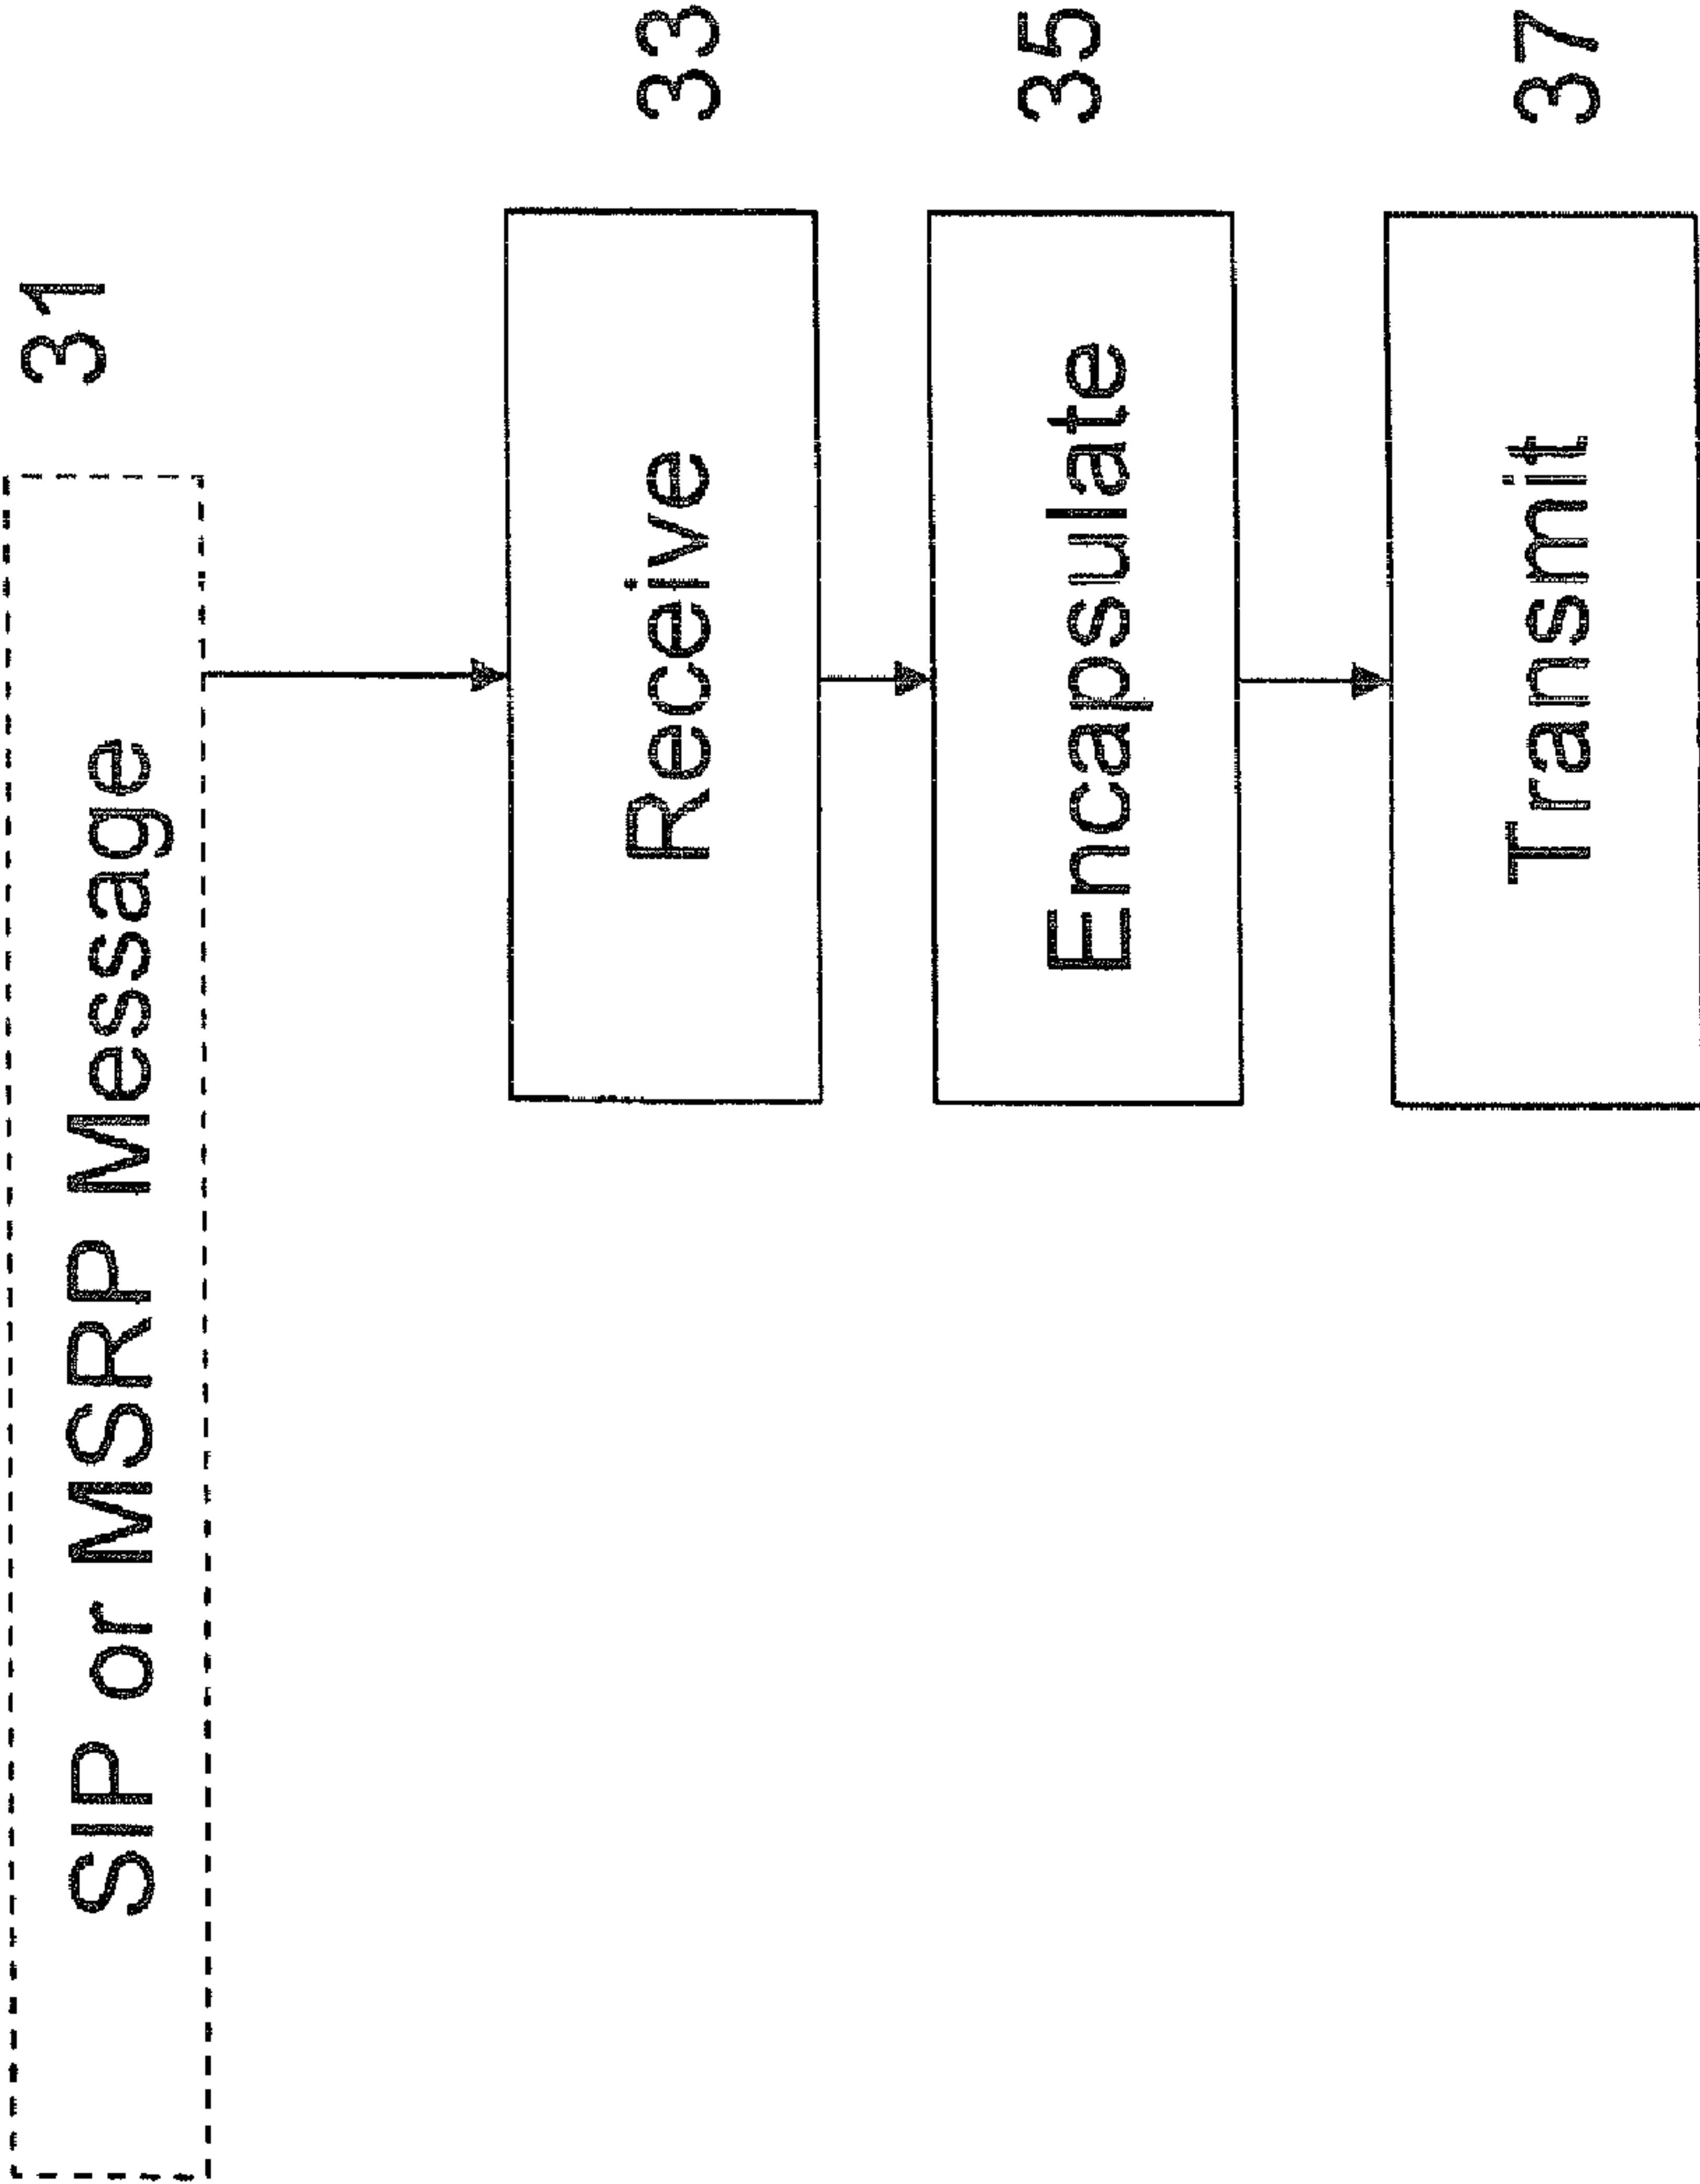 SIP or MSRP Message 31
Receive 33
Encapsulate 35
Transmit 37